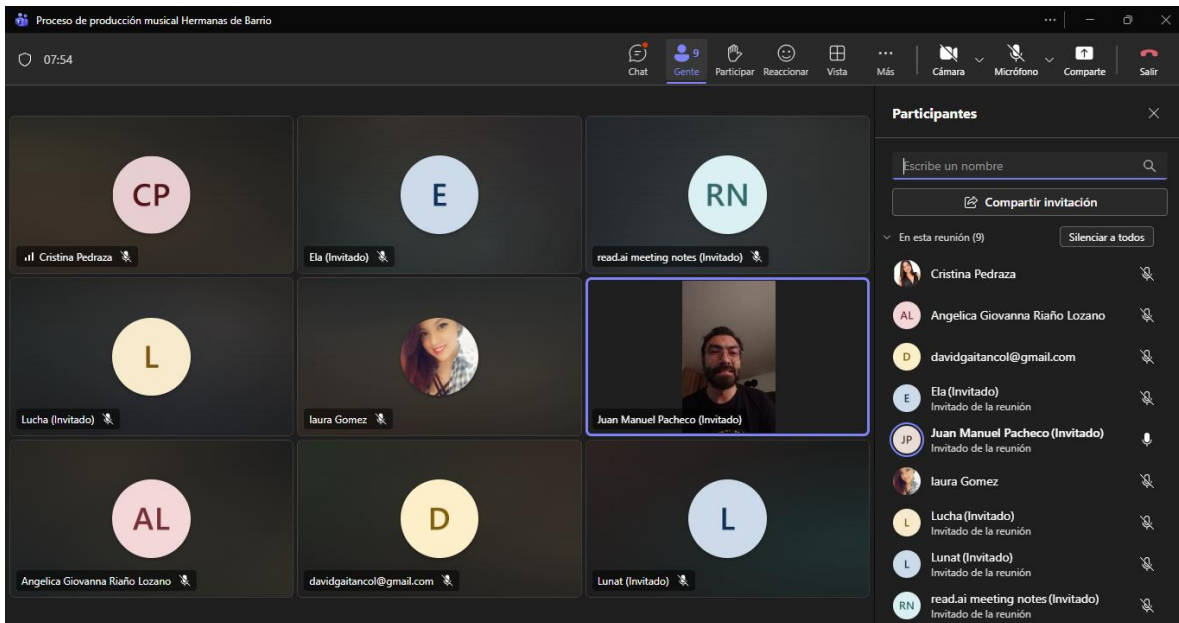 Proceso de producción musical Hermanas de Barrio
07:54
Chat
9
Gente
Participar
Reaccionar
Vista
Más
Cámara
Micrófono
Comparte
Salir
CP
Cristina Pedraza
E
Ela (Invitado)
RN
read.ai meeting notes (Invitado)
L
Lucha (Invitado)
laura Gomez
Juan Manuel Pacheco (Invitado)
AL
Angelica Giovanna Riaño Lozano
D
davidgaitancol@gmail.com
L
Lunat (Invitado)
Participantes
Escribe un nombre
Compartir invitación
En esta reunión (9)
Silenciar a todos
Cristina Pedraza
AL
Angelica Giovanna Riaño Lozano
D
davidgaitancol@gmail.com
E
Ela (Invitado)
Invitado de la reunión
JP
Juan Manuel Pacheco (Invitado)
Invitado de la reunión
laura Gomez
L
Lucha (Invitado)
Invitado de la reunión
L
Lunat (Invitado)
Invitado de la reunión
RN
read.ai meeting notes (Invitado)
Invitado de la reunión